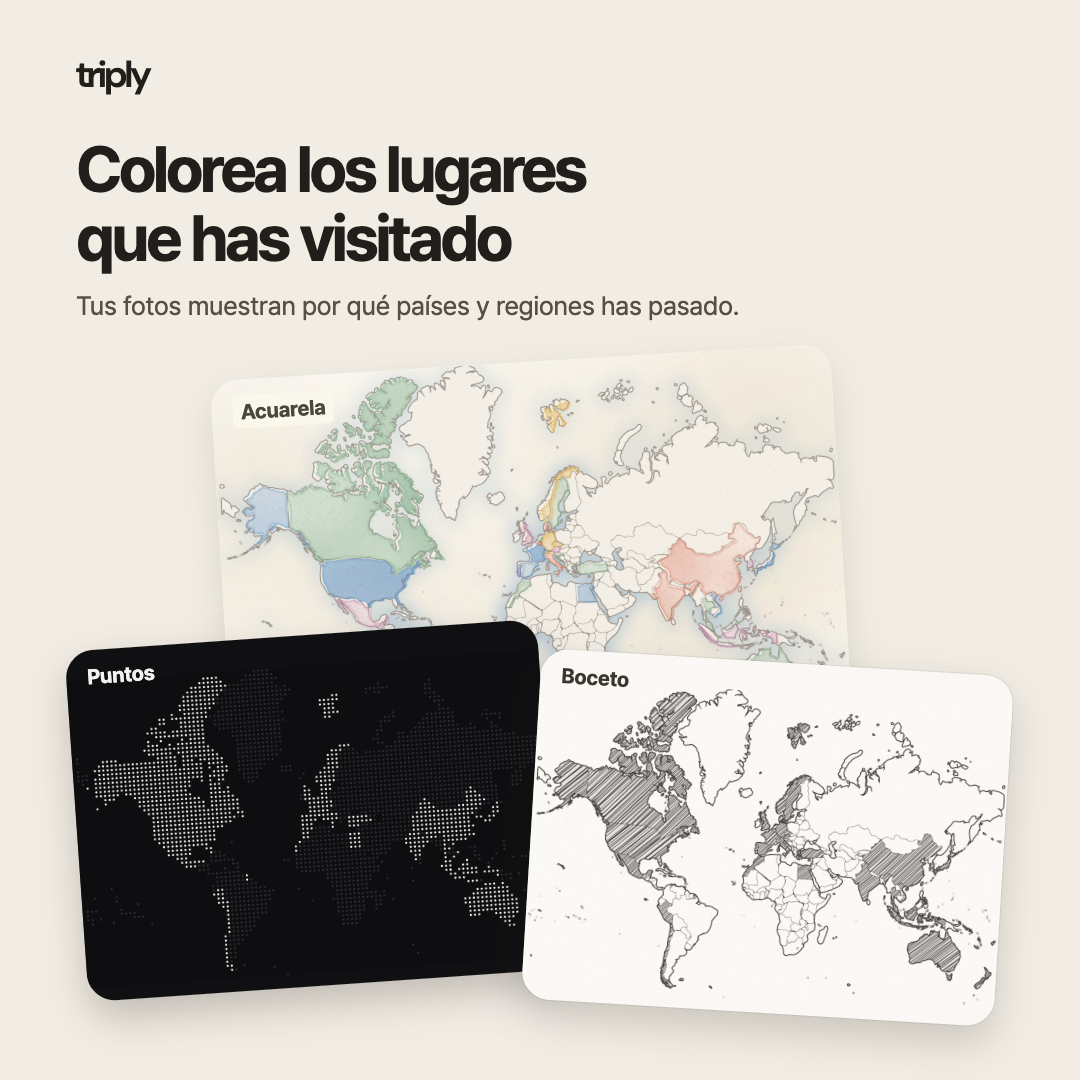 triply
Colorea los lugares
que has visitado
Tus fotos muestran por qué países y regiones has pasado.
Acuarela
Puntos
Boceto